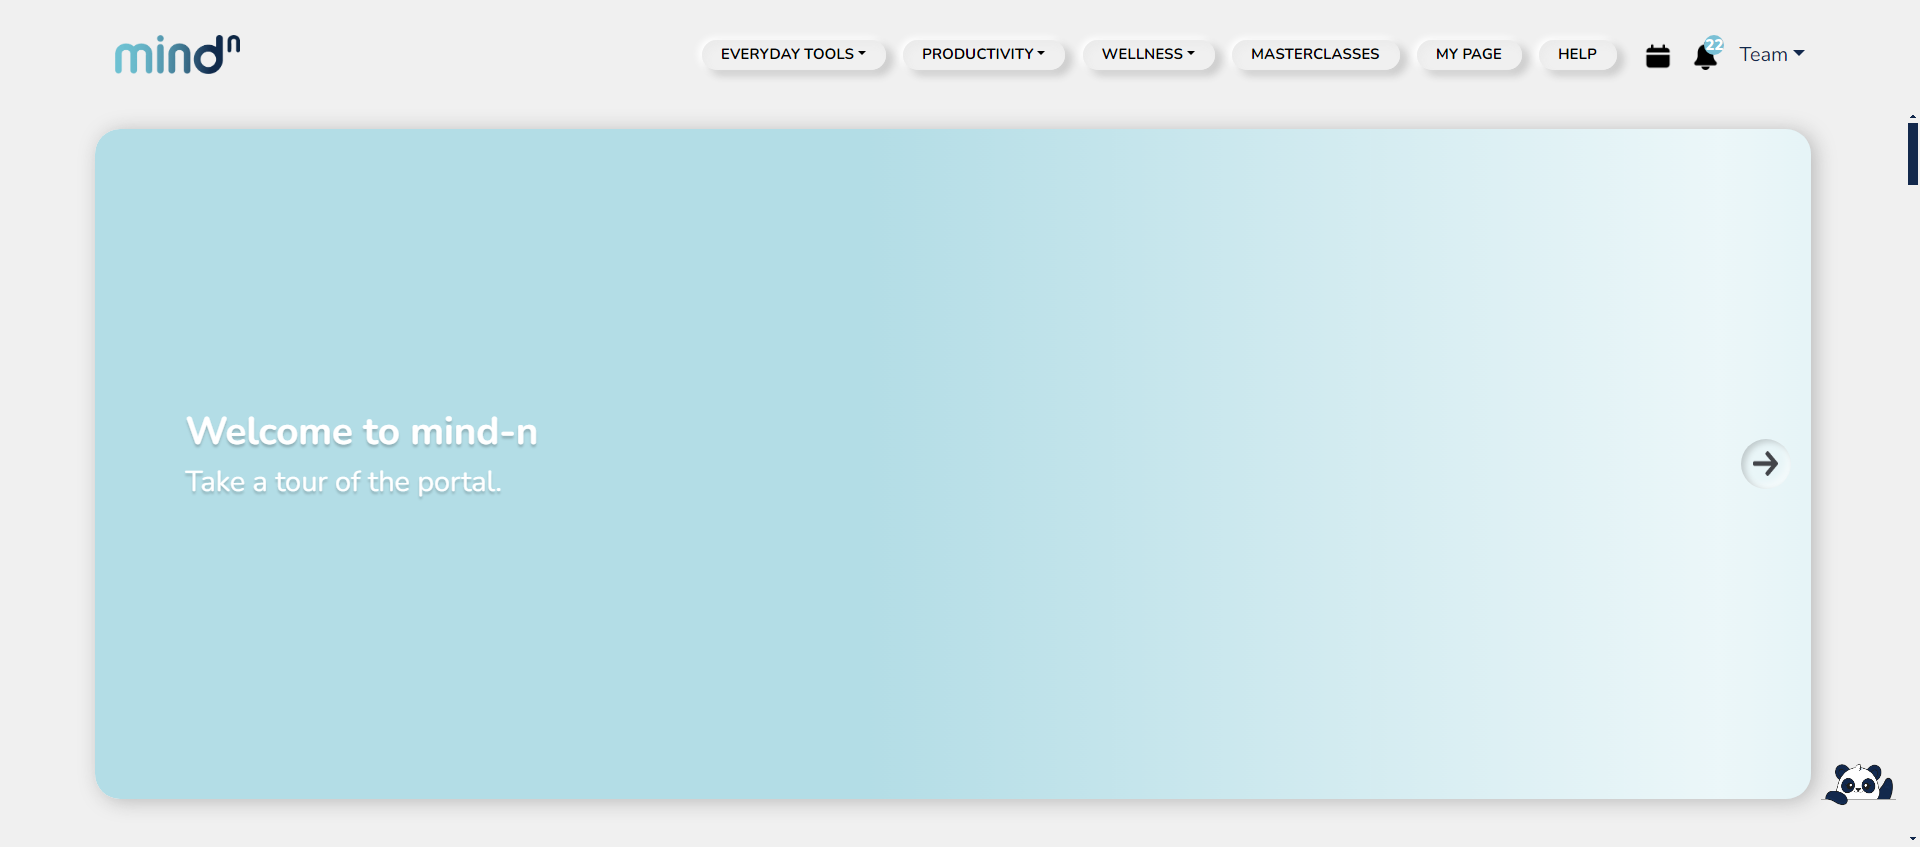 mind^n
EVERYDAY TOOLS
PRODUCTIVITY
WELLNESS
MASTERCLASSES
MY PAGE
HELP
22
Team
Welcome to mind-n
Take a tour of the portal.